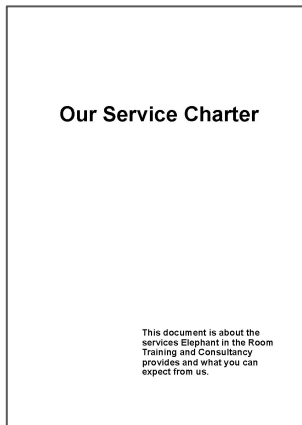 Our Service Charter
This document is about the
services Elephant in the Room
Training and Consultancy
provides and what you can
expect from us.